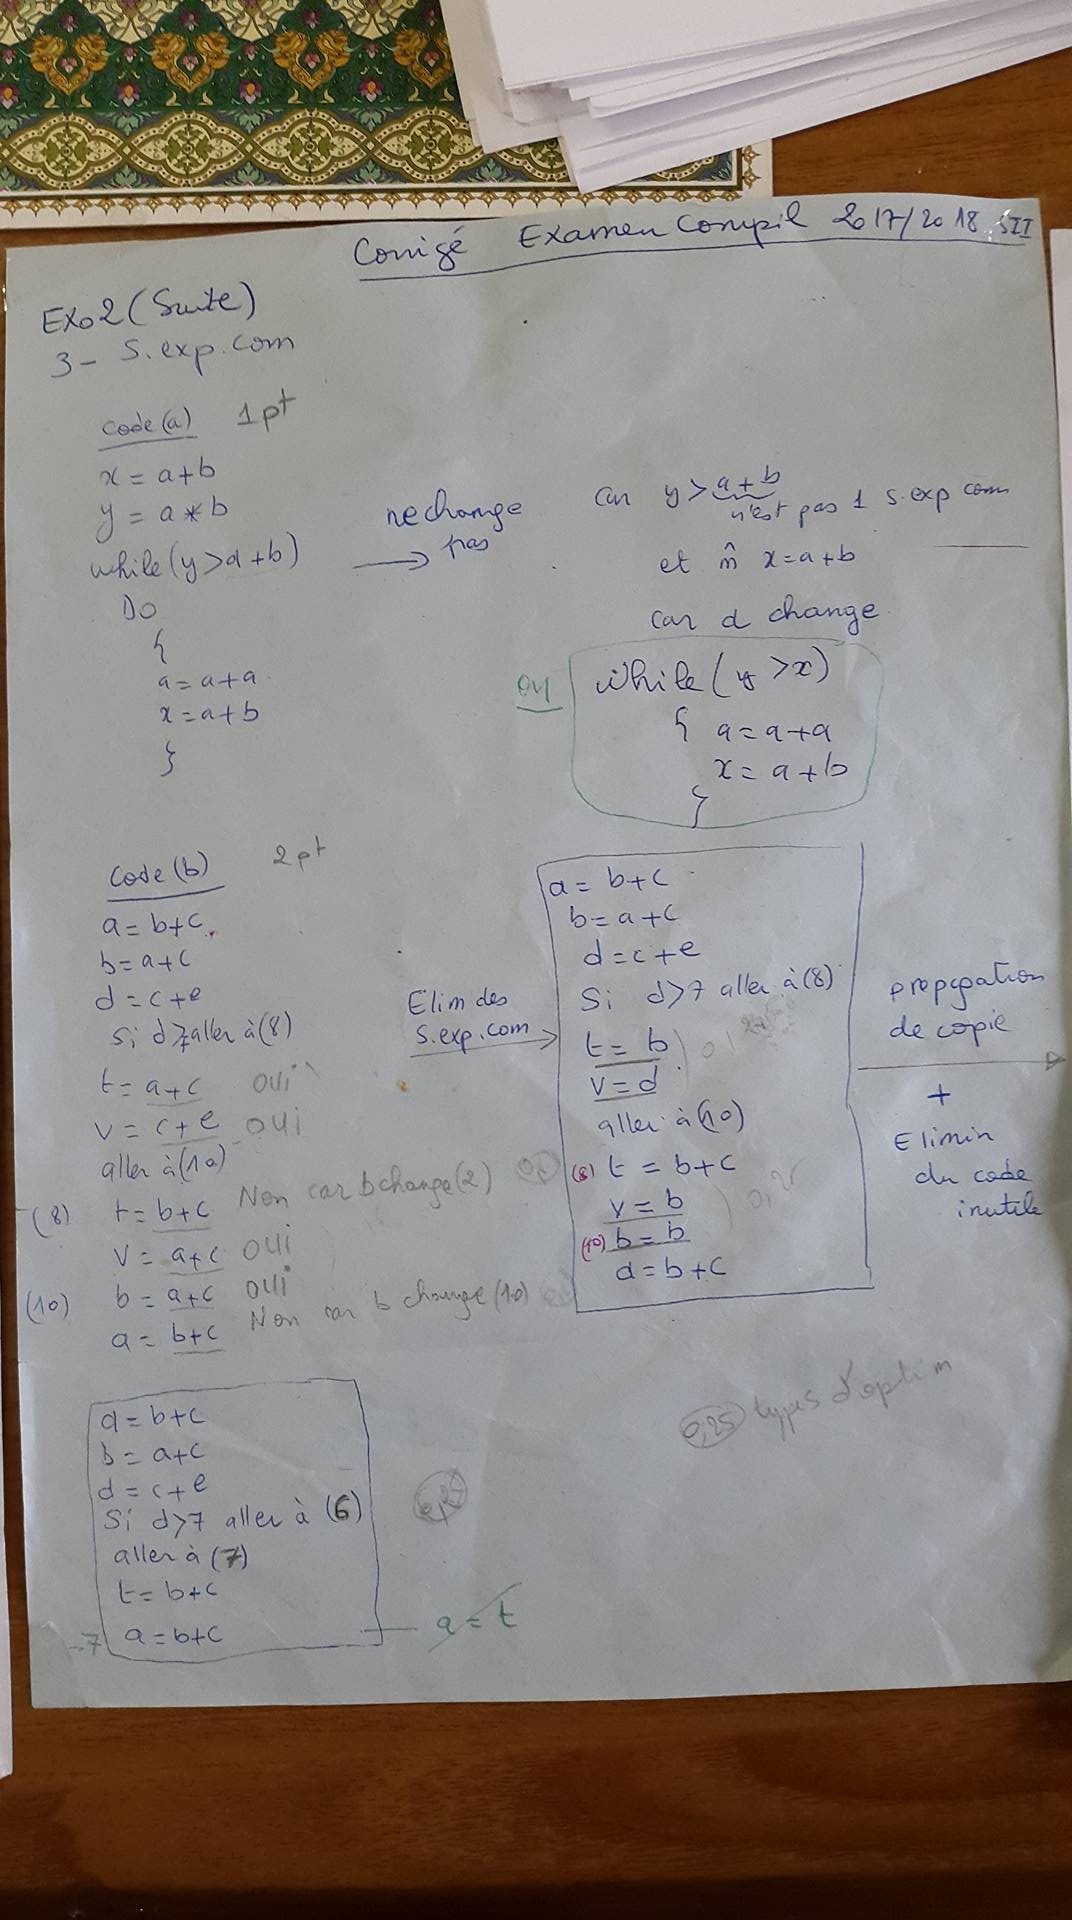 Corrigé Examen Compil 2017/2018 SII
Exo2 (Suite)
3- S.exp.com
code(a) 1pt
x = a+b
y = a*b
while(y>a+b)
Do
{
a=a+a
x=a+b
}
ne change
pas
car y>a+b
n'est pas 1 s.exp com
et m̂ x=a+b
car a change
ou
While(y>x)
{ a=a+a
x=a+b
}
Code(b) 2pt
a=b+c
b=a+c
d=c+e
Si d>7 aller à(8)
t=a+c oui
v=c+e oui
aller à(10)
(8) t=b+c Non car b change(2)
v=a+c oui
(10) b=a+c oui
a=b+c Non car b change(10)
Elim des
s.exp.com
a=b+c
b=a+c
d=c+e
Si d>7 aller à(8)
t=b
v=d
aller à(10)
(8) t=b+c
v=b
(10) b=b
a=b+c
propagation
de copie
+
Elimin
du code
inutile
a=b+c
b=a+c
d=c+e
Si d>7 aller à (6)
aller à (7)
t=b+c
7 a=b+c
a=t
0,25 types d'optim